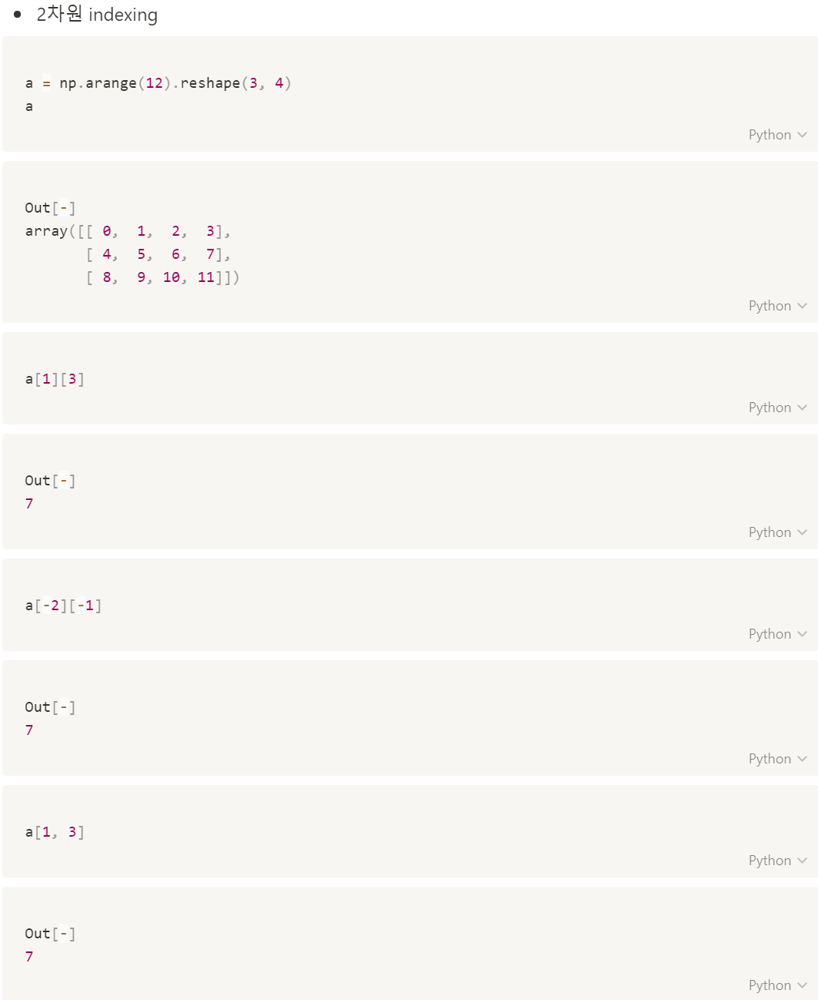 • 2차원 indexing
a = np.arange(12).reshape(3, 4)
a
Python
Out[-]
array([[ 0,  1,  2,  3],
       [ 4,  5,  6,  7],
       [ 8,  9, 10, 11]])
Python
a[1][3]
Python
Out[-]
7
Python
a[-2][-1]
Python
Out[-]
7
Python
a[1, 3]
Python
Out[-]
7
Python